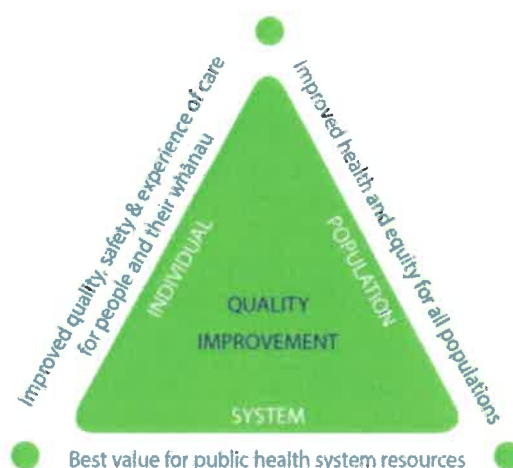 Improved quality, safety & experience of care
for people and their whānau
Improved health and equity for all populations
INDIVIDUAL
POPULATION
QUALITY
IMPROVEMENT
SYSTEM
Best value for public health system resources